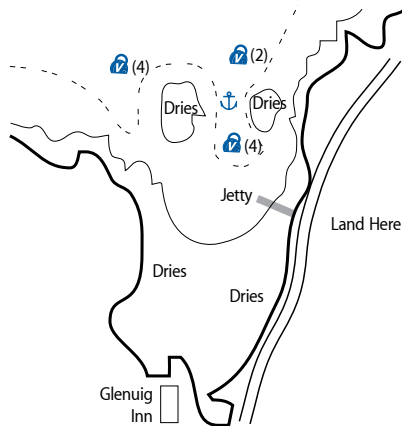 V (4)
V (2)
Dries
Dries
V (4)
Jetty
Land Here
Dries
Dries
Glenuig
Inn